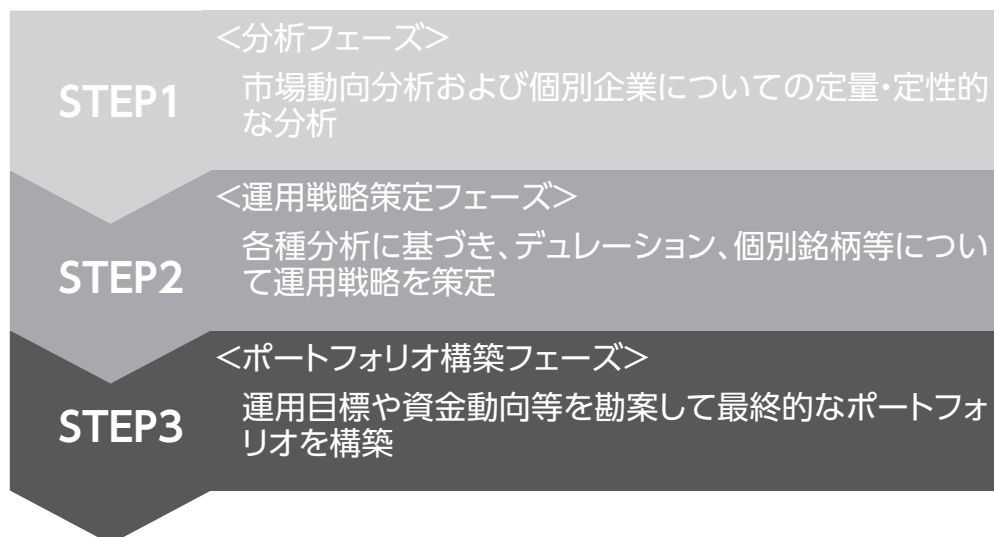 <分析フェーズ>
STEP1
市場動向分析および個別企業についての定量・定性的
な分析
<運用戦略策定フェーズ>
STEP2
各種分析に基づき、デュレーション、個別銘柄等につい
て運用戦略を策定
<ポートフォリオ構築フェーズ>
STEP3
運用目標や資金動向等を勘案して最終的なポートフォ
リオを構築